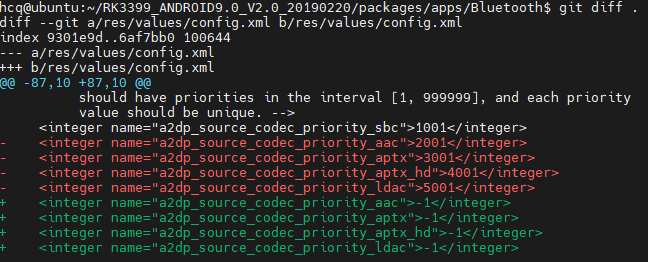 hcq@ubuntu:~/RK3399_ANDROID9.0_V2.0_20190220/packages/apps/Bluetooth$ git diff .
diff --git a/res/values/config.xml b/res/values/config.xml
index 9301e9d..6af7bb0 100644
--- a/res/values/config.xml
+++ b/res/values/config.xml
@@ -87,10 +87,10 @@
         should have priorities in the interval [1, 999999], and each priority
         value should be unique. -->
     <integer name="a2dp_source_codec_priority_sbc">1001</integer>
-    <integer name="a2dp_source_codec_priority_aac">2001</integer>
-    <integer name="a2dp_source_codec_priority_aptx">3001</integer>
-    <integer name="a2dp_source_codec_priority_aptx_hd">4001</integer>
-    <integer name="a2dp_source_codec_priority_ldac">5001</integer>
+    <integer name="a2dp_source_codec_priority_aac">-1</integer>
+    <integer name="a2dp_source_codec_priority_aptx">-1</integer>
+    <integer name="a2dp_source_codec_priority_aptx_hd">-1</integer>
+    <integer name="a2dp_source_codec_priority_ldac">-1</integer>